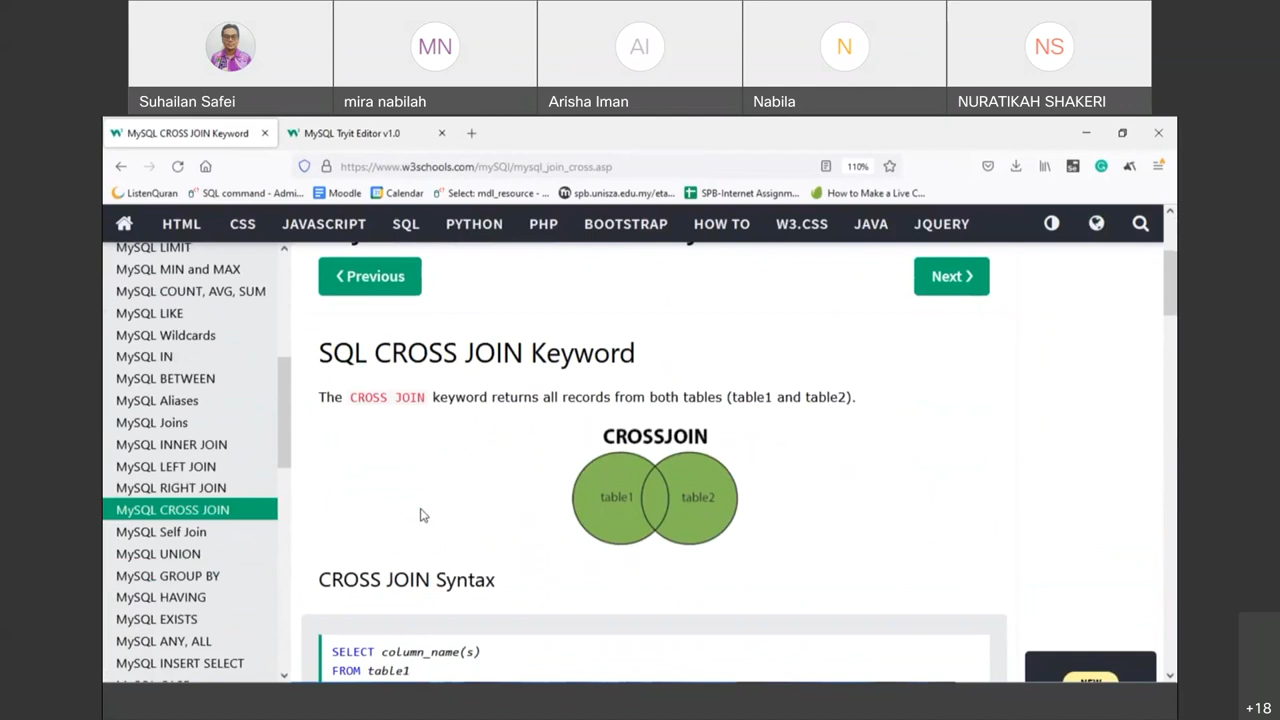 MN
AI
N
NS
Suhailan Safei
mira nabilah
Arisha Iman
Nabila
NURATIKAH SHAKERI
MySQL CROSS JOIN Keyword
MySQL Tryit Editor v1.0
https://www.w3schools.com/mySQl/mysql_join_cross.asp
110%
ListenQuran
SQL command - Admi...
Moodle
Calendar
Select: mdl_resource - ...
spb.unisza.edu.my/eta...
SPB-Internet Assignm...
How to Make a Live C...
HTML
CSS
JAVASCRIPT
SQL
PYTHON
PHP
BOOTSTRAP
HOW TO
W3.CSS
JAVA
JQUERY
MySQL LIMIT
MySQL MIN and MAX
MySQL COUNT, AVG, SUM
MySQL LIKE
MySQL Wildcards
MySQL IN
MySQL BETWEEN
MySQL Aliases
MySQL Joins
MySQL INNER JOIN
MySQL LEFT JOIN
MySQL RIGHT JOIN
MySQL CROSS JOIN
MySQL Self Join
MySQL UNION
MySQL GROUP BY
MySQL HAVING
MySQL EXISTS
MySQL ANY, ALL
MySQL INSERT SELECT
❮ Previous
Next ❯
SQL CROSS JOIN Keyword
The CROSS JOIN keyword returns all records from both tables (table1 and table2).
CROSSJOIN
table1
table2
CROSS JOIN Syntax
SELECT column_name(s)
FROM table1
NEW
+18